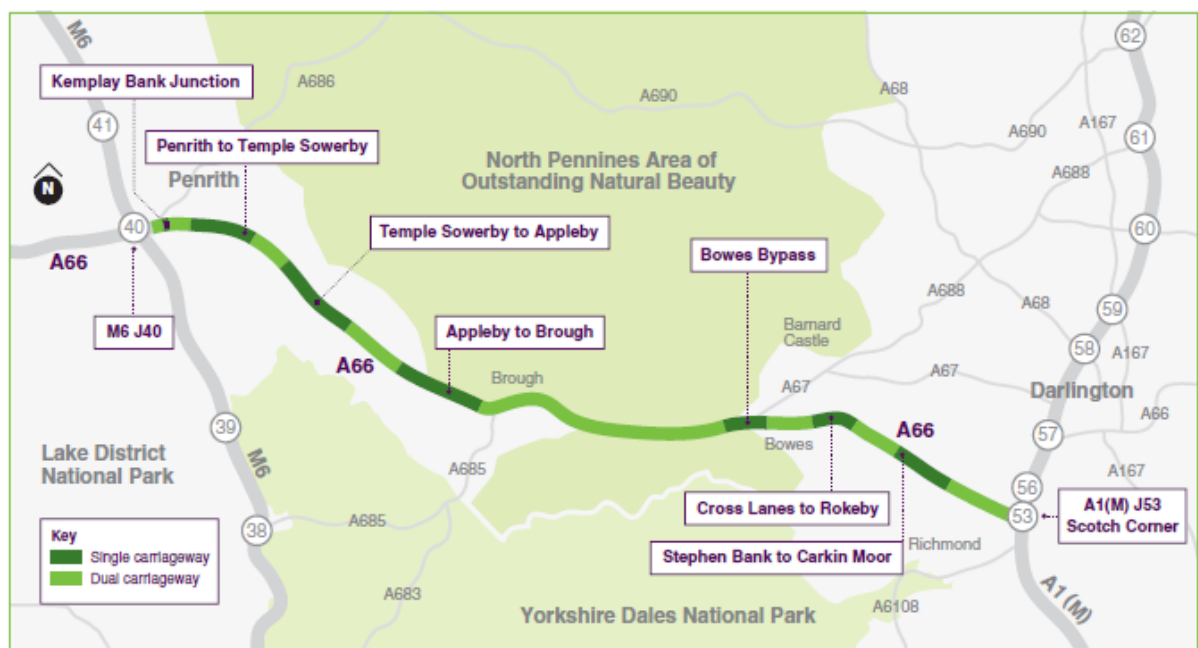 M6
62
Kemplay Bank Junction
A686
A690
A68
41
A690
A167
61
Penrith to Temple Sowerby
North Pennines Area of
Outstanding Natural Beauty
A688
N
Penrith
40
Temple Sowerby to Appleby
60
A66
Bowes Bypass
A688
A68
59
M6 J40
Appleby to Brough
Barnard
Castle
58
A167
A66
Brough
A67
A67
Darlington
A66
39
A66
57
Lake District
National Park
M6
Bowes
A685
A167
56
Cross Lanes to Rokeby
A1(M) J53
Scotch Corner
53
38
A685
Key
Single carriageway
Dual carriageway
Richmond
Stephen Bank to Carkin Moor
A683
Yorkshire Dales National Park
A6108
A1 (M)